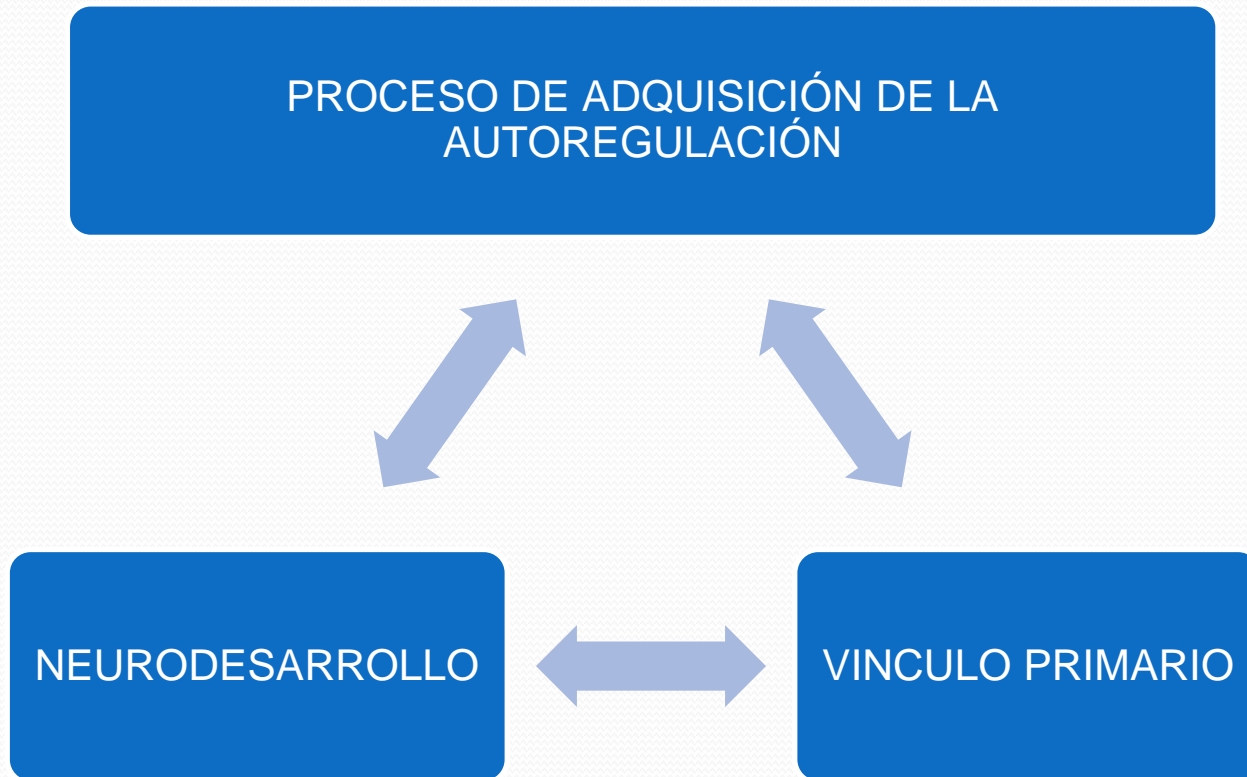 PROCESO DE ADQUISICIÓN DE LA
AUTOREGULACIÓN
NEURODESARROLLO
VINCULO PRIMARIO